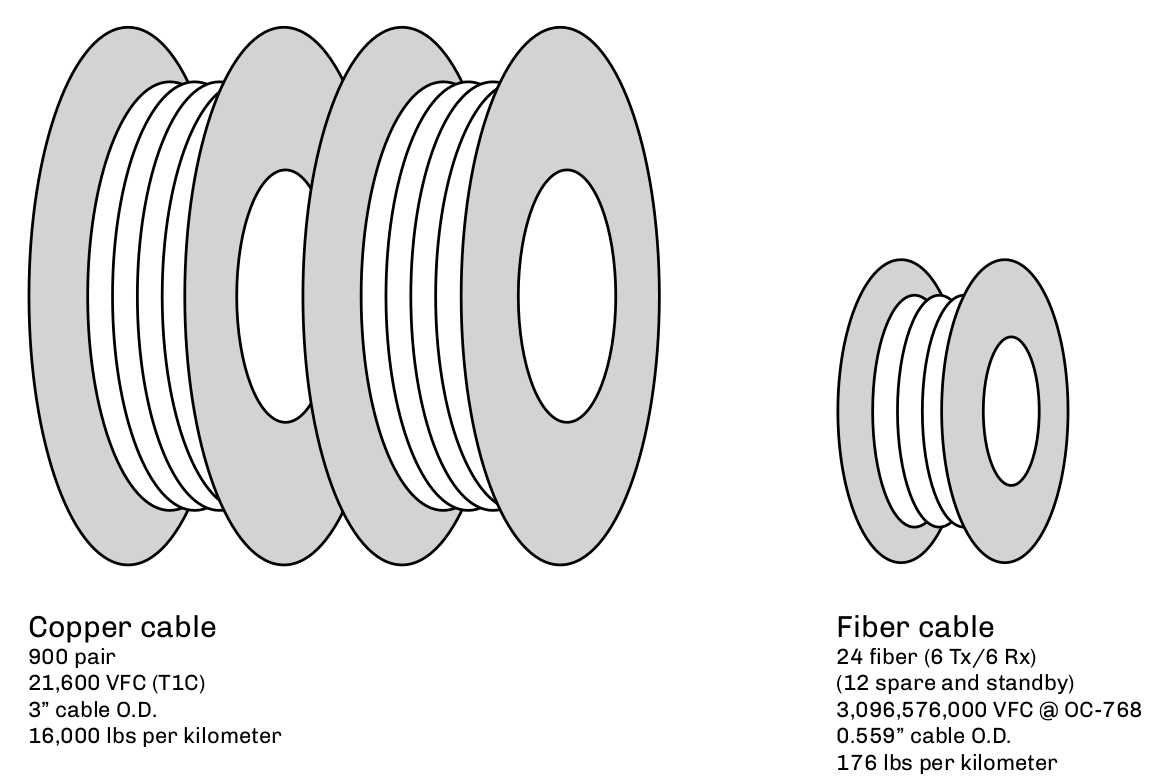 Copper cable
900 pair
21,600 VFC (T1C)
3” cable O.D.
16,000 lbs per kilometer
Fiber cable
24 fiber (6 Tx/6 Rx)
(12 spare and standby)
3,096,576,000 VFC @ OC-768
0.559” cable O.D.
176 lbs per kilometer